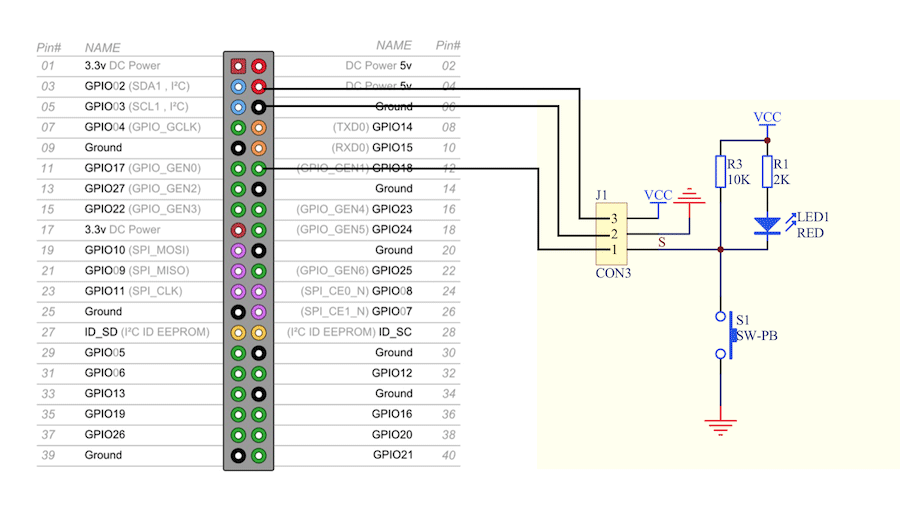 Pin# NAME NAME Pin#
01 3.3v DC Power DC Power 5v 02
03 GPIO02 (SDA1 , I²C) DC Power 5v 04
05 GPIO03 (SCL1 , I²C) Ground 06
07 GPIO04 (GPIO_GCLK) (TXD0) GPIO14 08
09 Ground (RXD0) GPIO15 10
11 GPIO17 (GPIO_GEN0) (GPIO_GEN1) GPIO18 12
13 GPIO27 (GPIO_GEN2) Ground 14
15 GPIO22 (GPIO_GEN3) (GPIO_GEN4) GPIO23 16
17 3.3v DC Power (GPIO_GEN5) GPIO24 18
19 GPIO10 (SPI_MOSI) Ground 20
21 GPIO09 (SPI_MISO) (GPIO_GEN6) GPIO25 22
23 GPIO11 (SPI_CLK) (SPI_CE0_N) GPIO08 24
25 Ground (SPI_CE1_N) GPIO07 26
27 ID_SD (I²C ID EEPROM) (I²C ID EEPROM) ID_SC 28
29 GPIO05 Ground 30
31 GPIO06 GPIO12 32
33 GPIO13 Ground 34
35 GPIO19 GPIO16 36
37 GPIO26 GPIO20 38
39 Ground GPIO21 40
VCC
R3 R1
10K 2K
J1 VCC
LED1
RED
3
2
1
S
CON3
S1
SW-PB